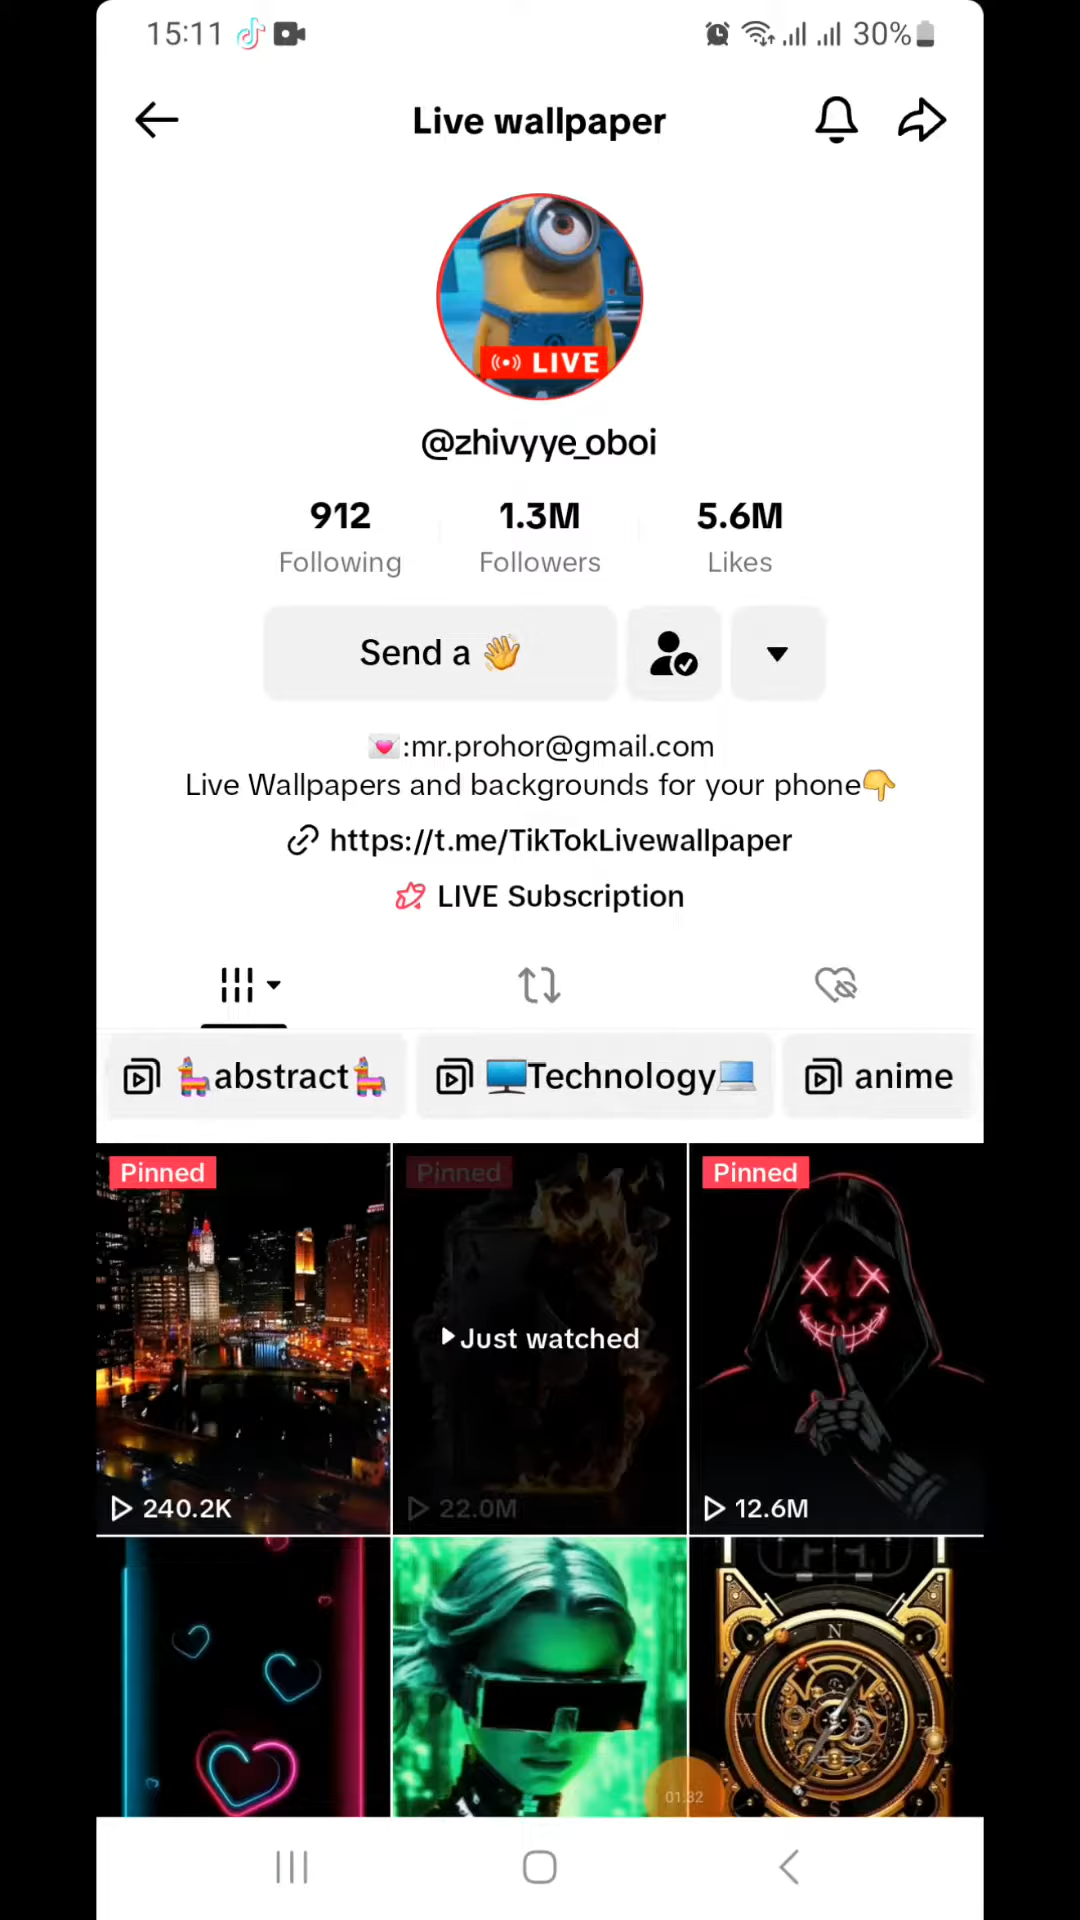 15:11
30%
Live wallpaper
LIVE
@zhivyye_oboi
912
Following
1.3M
Followers
5.6M
Likes
Send a 👋
💌:mr.prohor@gmail.com
Live Wallpapers and backgrounds for your phone👇
https://t.me/TikTokLivewallpaper
LIVE Subscription
🪅abstract🪅
🖥️Technology💻
anime
Pinned
Pinned
Pinned
Just watched
240.2K
22.0M
12.6M
N
W
E
S
01:32